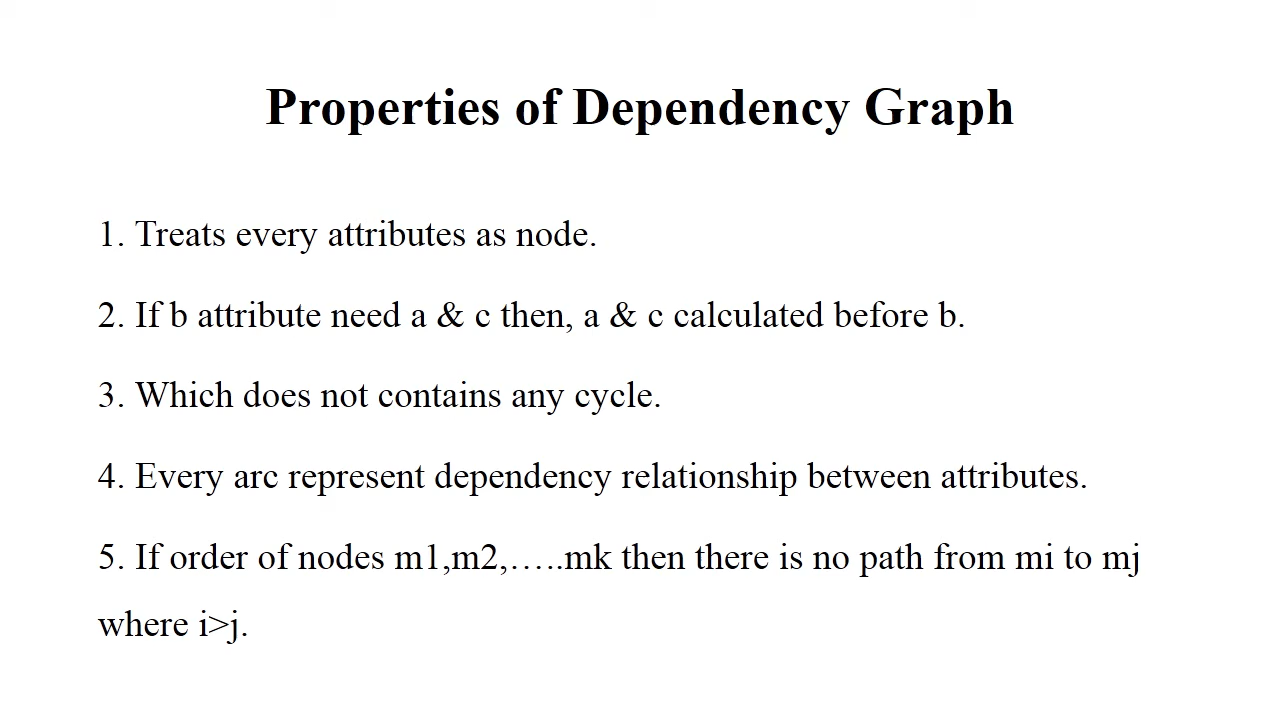 Properties of Dependency Graph
1. Treats every attributes as node.
2. If b attribute need a & c then, a & c calculated before b.
3. Which does not contains any cycle.
4. Every arc represent dependency relationship between attributes.
5. If order of nodes m1,m2,…..mk then there is no path from mi to mj
where i>j.